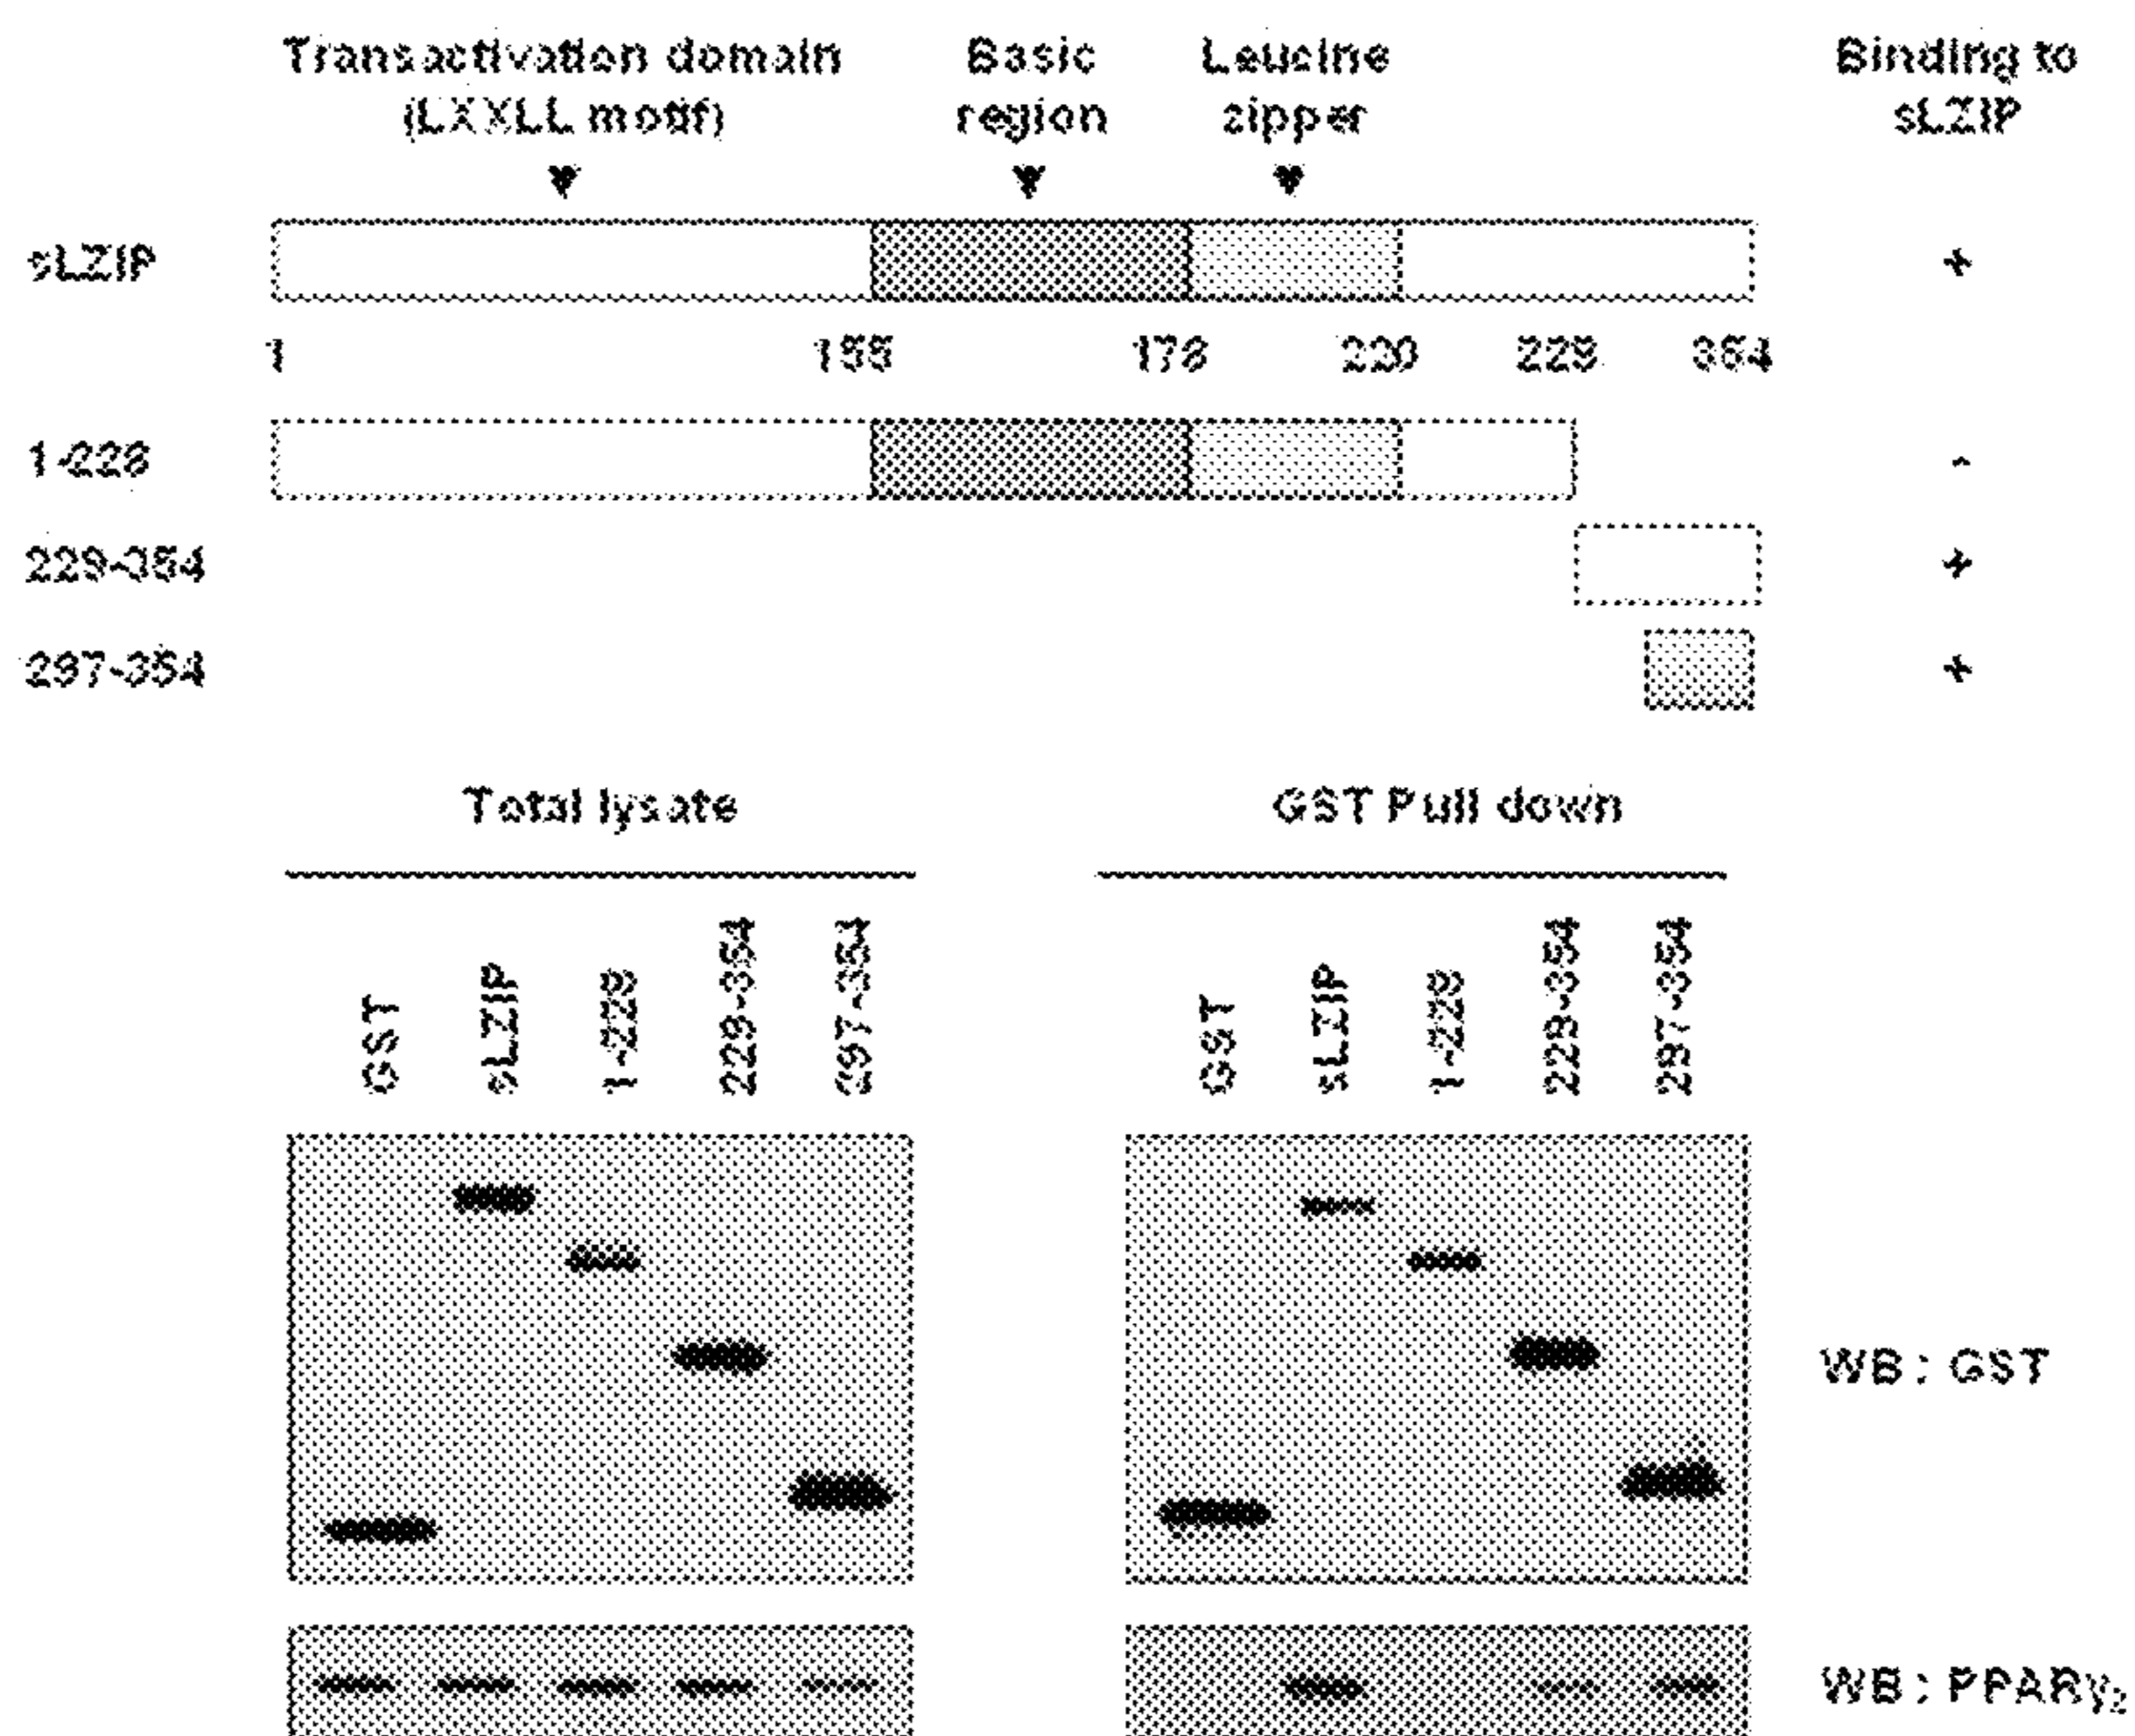 Transactivation domain Basic Leucine Binding to
(LXXLL motif) region zipper sLZIP
sLZIP +
1 155 178 220 229 354
1-228 -
229-354 +
297-354 +
Total lysate GST Pull down
GST sLZIP 1-228 229-354 297-354 GST sLZIP 1-228 229-354 297-354
WB : GST
WB : PPARγ₂